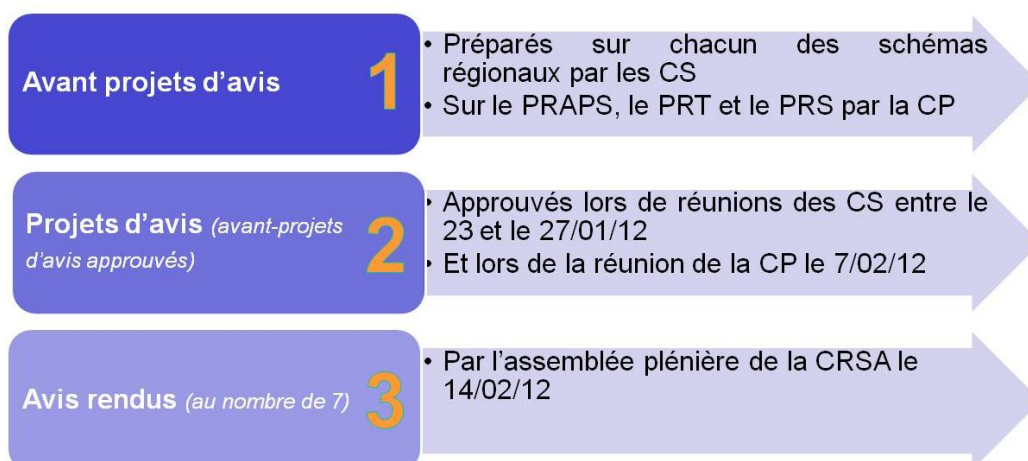 Avant projets d'avis 1
• Préparés sur chacun des schémas
régionaux par les CS
• Sur le PRAPS, le PRT et le PRS par la CP
Projets d'avis (avant-projets
d'avis approuvés) 2
• Approuvés lors de réunions des CS entre le
23 et le 27/01/12
• Et lors de la réunion de la CP le 7/02/12
Avis rendus (au nombre de 7) 3
• Par l'assemblée plénière de la CRSA le
14/02/12